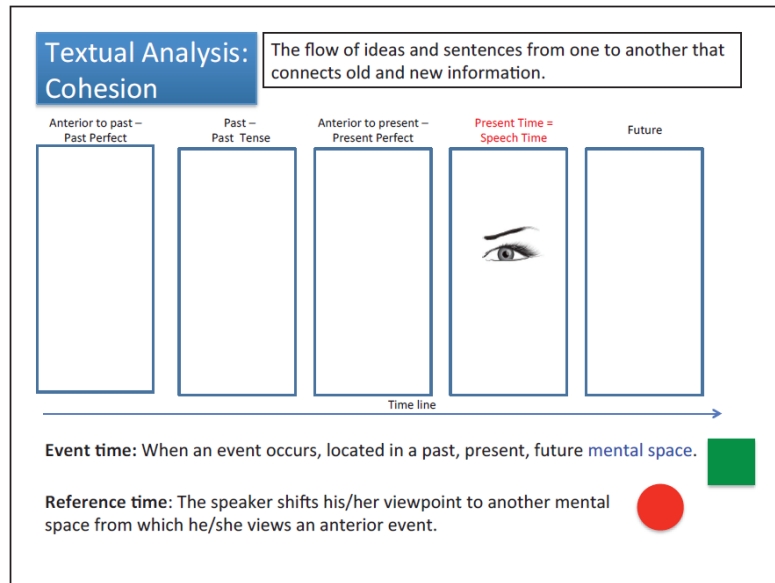 Textual Analysis:
Cohesion
The flow of ideas and sentences from one to another that
connects old and new information.
Anterior to past –
Past Perfect
Past –
Past Tense
Anterior to present –
Present Perfect
Present Time =
Speech Time
Future
Time line
Event time: When an event occurs, located in a past, present, future mental space.
Reference time: The speaker shifts his/her viewpoint to another mental
space from which he/she views an anterior event.